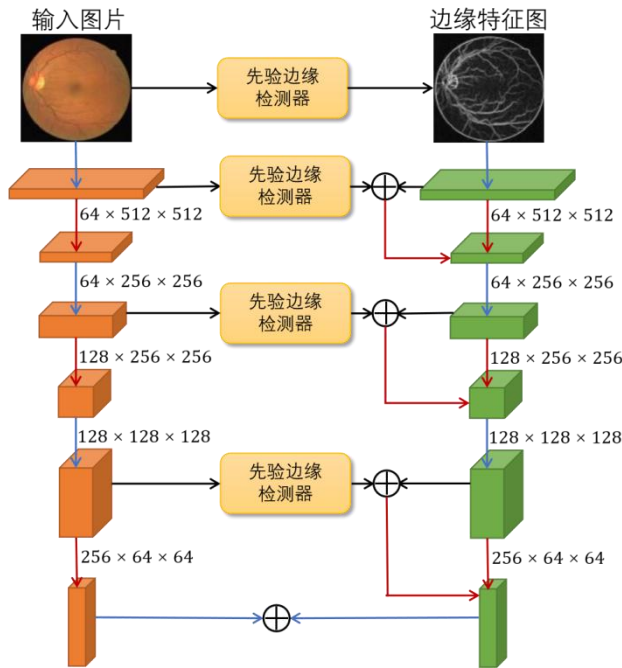 输入图片
边缘特征图
先验边缘
检测器
先验边缘
检测器
64 × 512 × 512
64 × 512 × 512
64 × 256 × 256
64 × 256 × 256
先验边缘
检测器
128 × 256 × 256
128 × 256 × 256
128 × 128 × 128
128 × 128 × 128
先验边缘
检测器
256 × 64 × 64
256 × 64 × 64